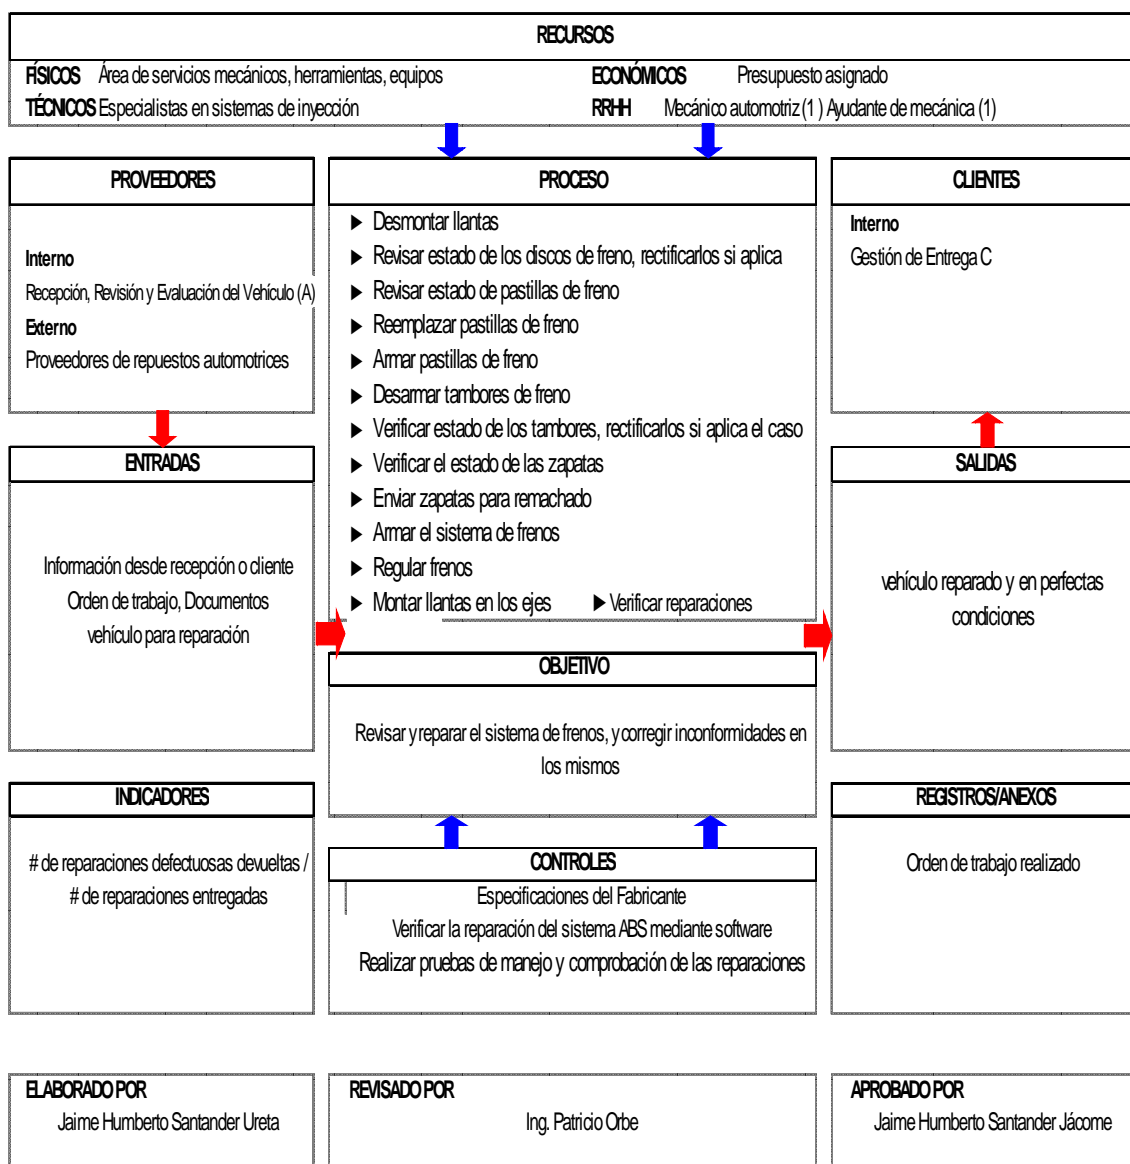 RECURSOS
FÍSICOS Área de servicios mecánicos, herramientas, equipos
ECONÓMICOS Presupuesto asignado
TÉCNICOS Especialistas en sistemas de inyección
RRHH Mecánico automotriz (1 ) Ayudante de mecánica (1)
PROVEEDORES
Interno
Recepción, Revisión y Evaluación del Vehículo (A)
Externo
Proveedores de repuestos automotrices
PROCESO
► Desmontar llantas
► Revisar estado de los discos de freno, rectificarlos si aplica
► Revisar estado de pastillas de freno
► Reemplazar pastillas de freno
► Armar pastillas de freno
► Desarmar tambores de freno
► Verificar estado de los tambores, rectificarlos si aplica el caso
► Verificar el estado de las zapatas
► Enviar zapatas para remachado
► Armar el sistema de frenos
► Regular frenos
► Montar llantas en los ejes ► Verificar reparaciones
CLIENTES
Interno
Gestión de Entrega C
ENTRADAS
Información desde recepción o cliente
Orden de trabajo, Documentos
vehículo para reparación
SALIDAS
vehículo reparado y en perfectas
condiciones
OBJETIVO
Revisar y reparar el sistema de frenos, y corregir inconformidades en
los mismos
INDICADORES
# de reparaciones defectuosas devueltas /
# de reparaciones entregadas
CONTROLES
Especificaciones del Fabricante
Verificar la reparación del sistema ABS mediante software
Realizar pruebas de manejo y comprobación de las reparaciones
REGISTROS/ANEXOS
Orden de trabajo realizado
ELABORADO POR
Jaime Humberto Santander Ureta
REVISADO POR
Ing. Patricio Orbe
APROBADO POR
Jaime Humberto Santander Jácome